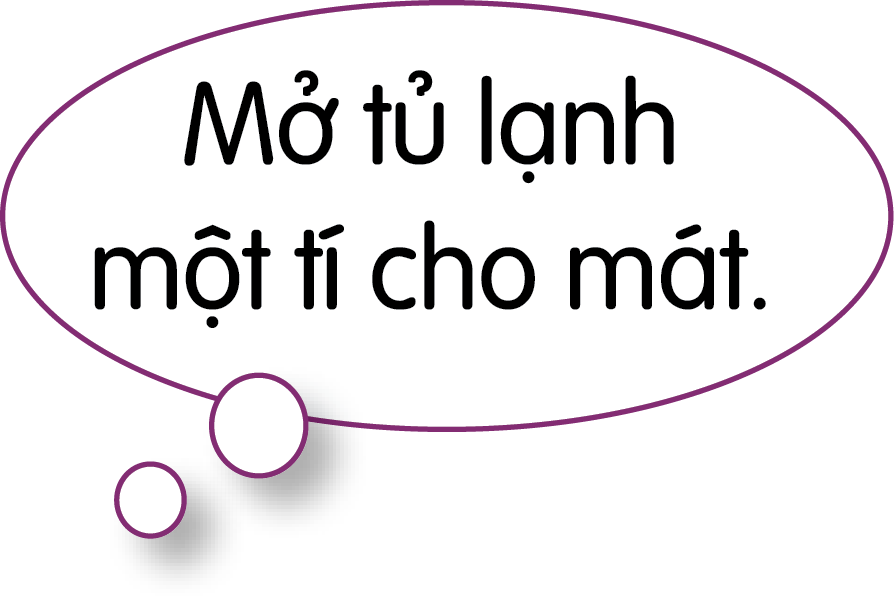 Mở tủ lạnh
một tí cho mát.